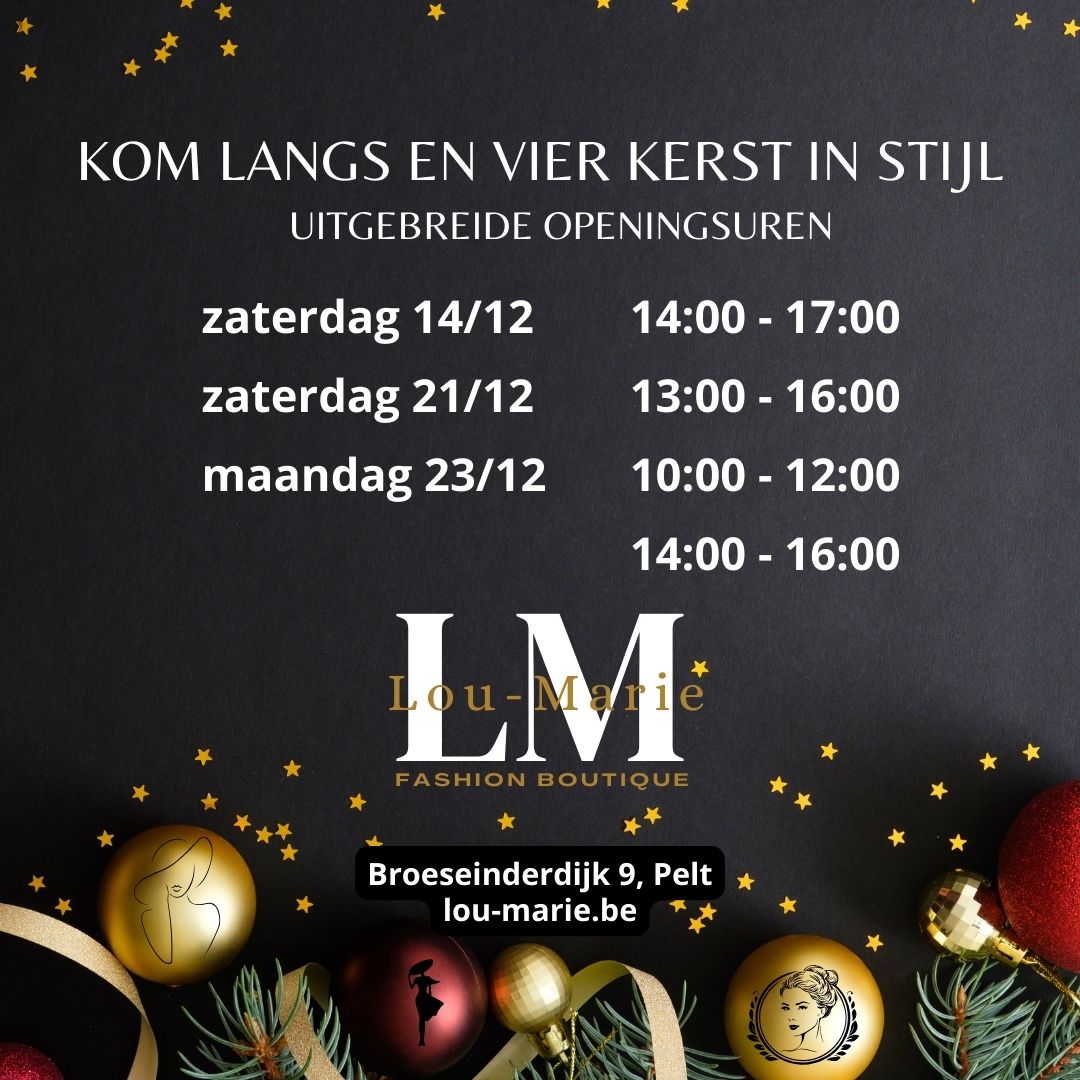 KOM LANGS EN VIER KERST IN STIJL
UITGEBREIDE OPENINGSUREN
zaterdag 14/12 14:00 - 17:00
zaterdag 21/12 13:00 - 16:00
maandag 23/12 10:00 - 12:00
14:00 - 16:00
LM
Lou-Marie
FASHION BOUTIQUE
Broeseinderdijk 9, Pelt
lou-marie.be